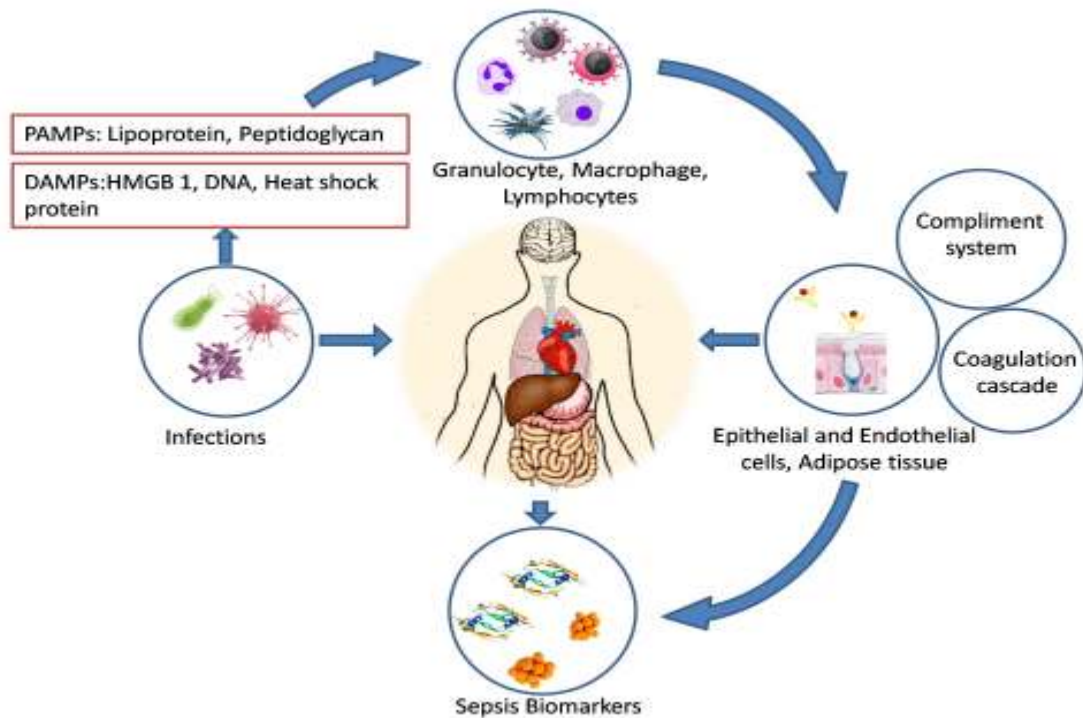 PAMPs: Lipoprotein, Peptidoglycan
DAMPs:HMGB 1, DNA, Heat shock
protein
Granulocyte, Macrophage,
Lymphocytes
Compliment
system
Coagulation
cascade
Infections
Epithelial and Endothelial
cells, Adipose tissue
Sepsis Biomarkers